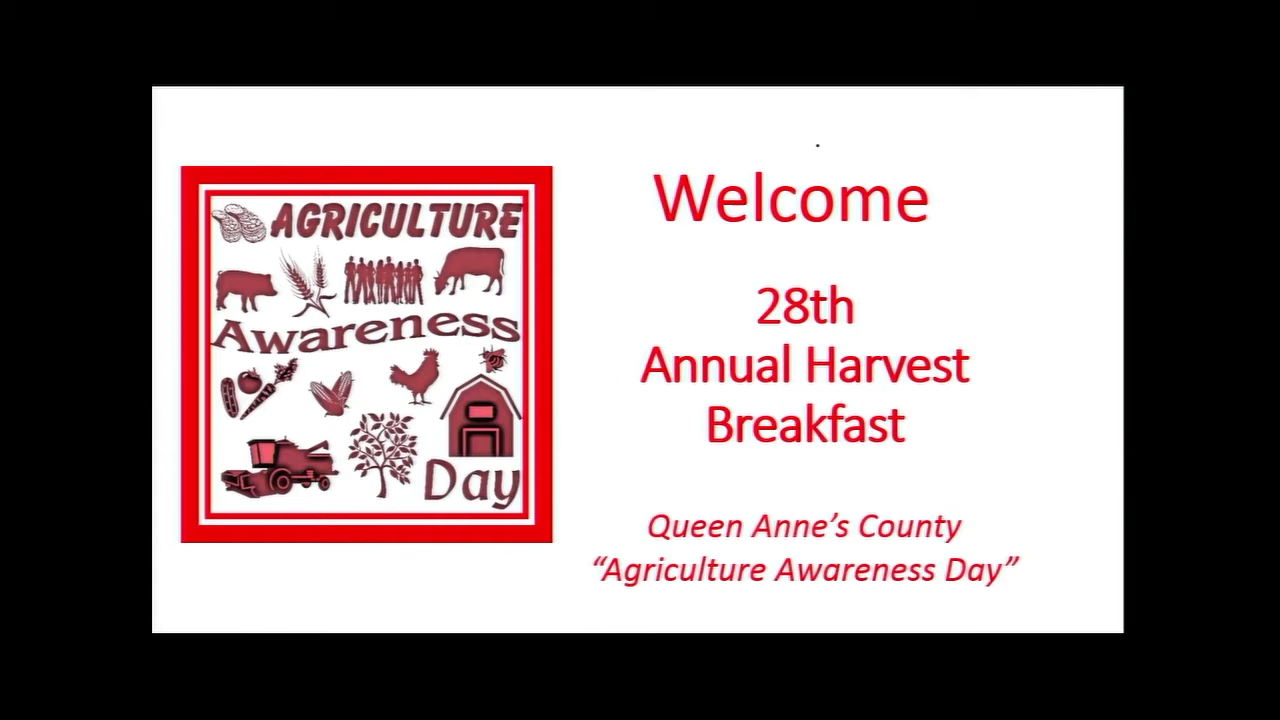 AGRICULTURE
Awareness
Day
Welcome
28th
Annual Harvest
Breakfast
Queen Anne’s County
“Agriculture Awareness Day”